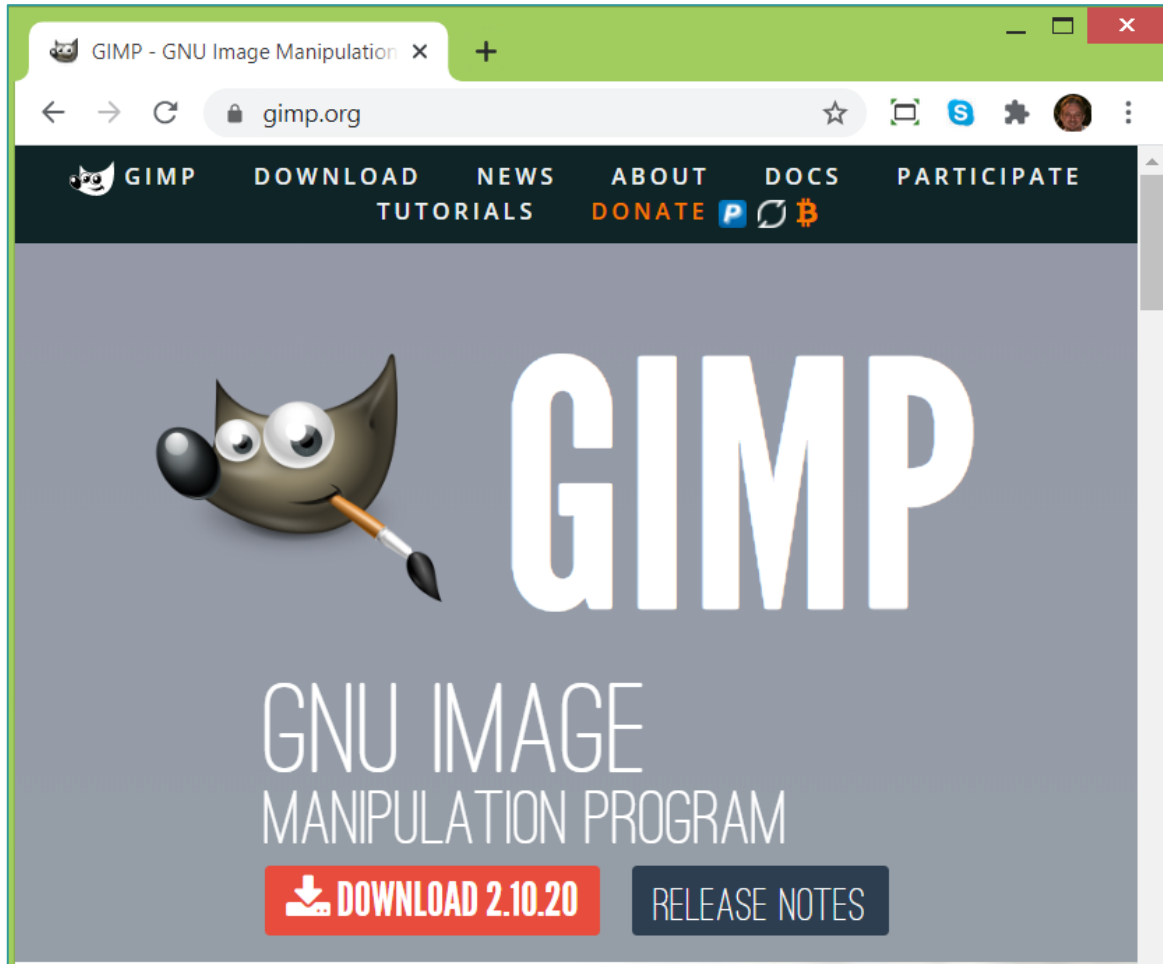 GIMP - GNU Image Manipulation
gimp.org
GIMP DOWNLOAD NEWS ABOUT DOCS PARTICIPATE
TUTORIALS DONATE
GIMP
GNU IMAGE
MANIPULATION PROGRAM
DOWNLOAD 2.10.20 RELEASE NOTES